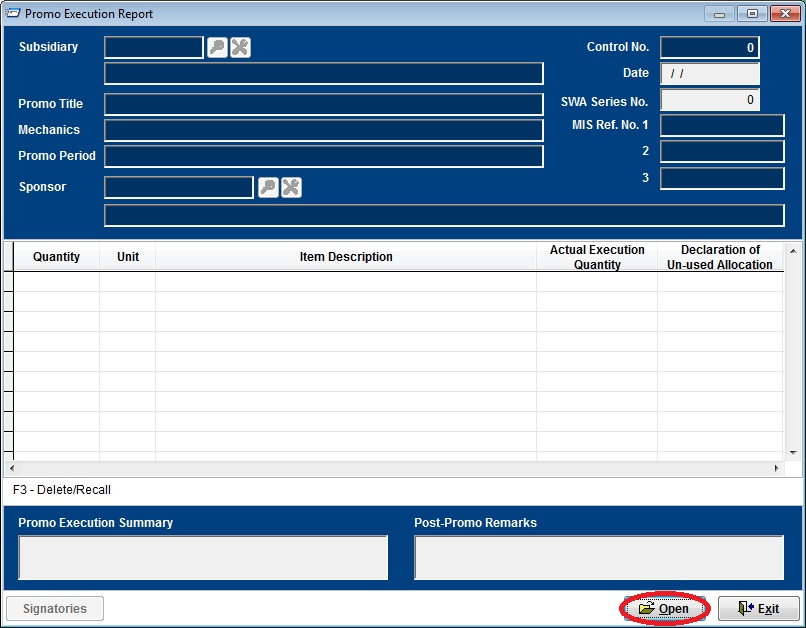 Promo Execution Report
Subsidiary
Control No. 0
Date / /
Promo Title
SWA Series No. 0
Mechanics
MIS Ref. No. 1
Promo Period
2
Sponsor
3
Quantity Unit Item Description Actual Execution Quantity Declaration of Un-used Allocation
F3 - Delete/Recall
Promo Execution Summary Post-Promo Remarks
Signatories Open Exit